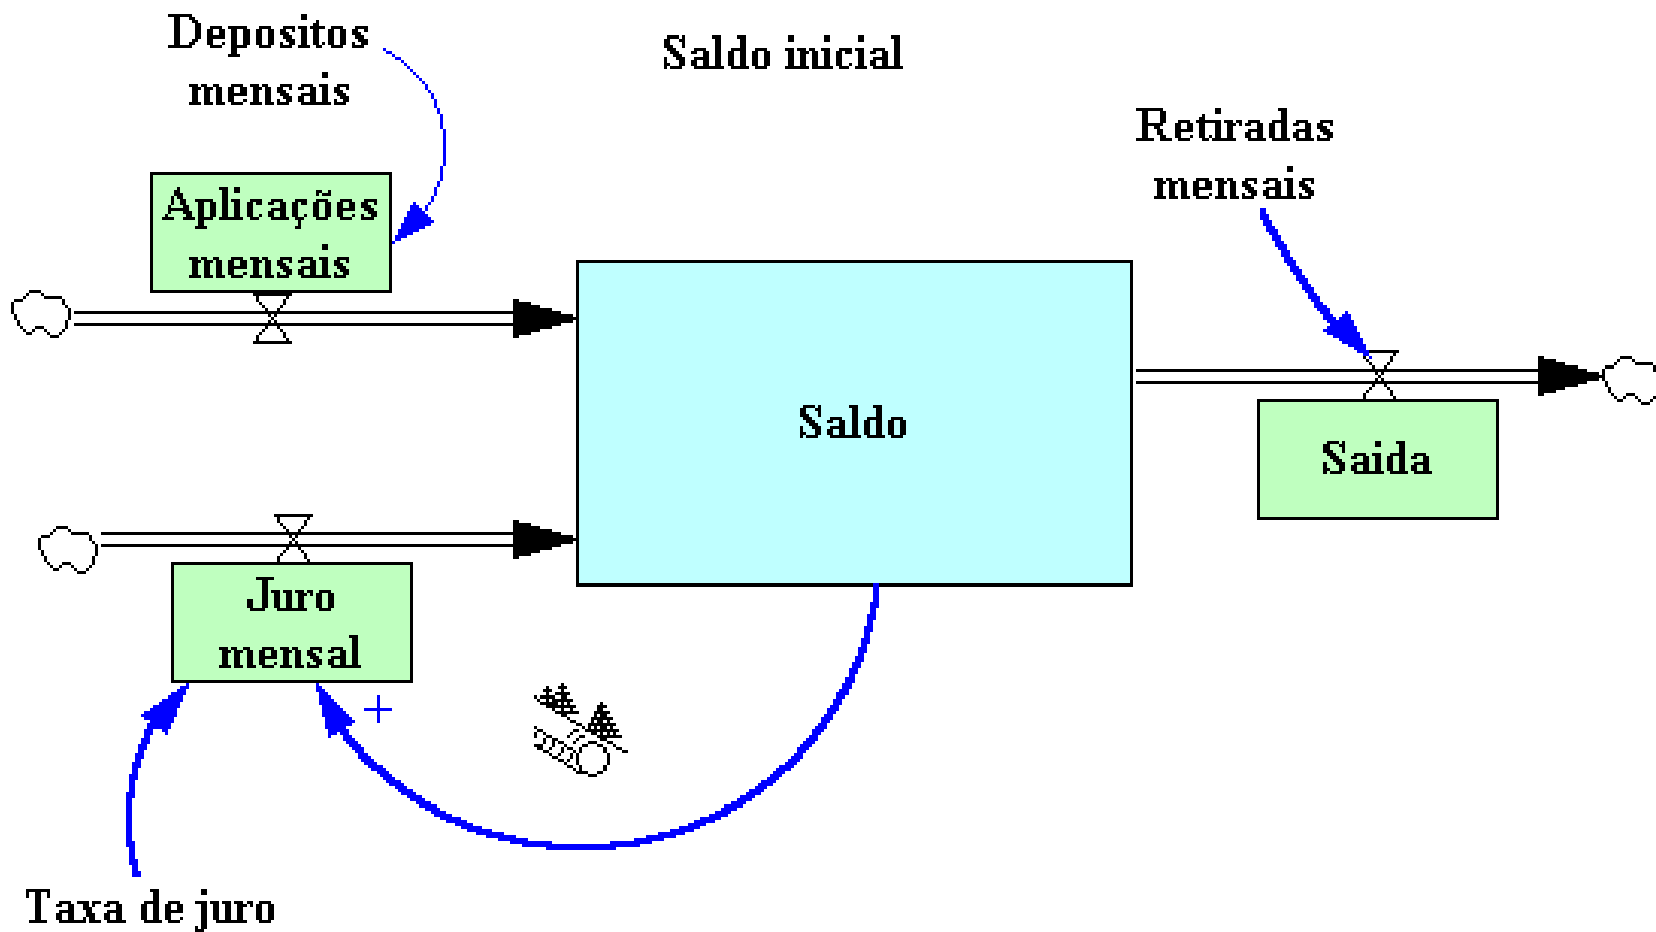 Depositos
mensais
Saldo inicial
Retiradas
mensais
Aplicações
mensais
Saldo
Saida
Juro
mensal
+
Taxa de juro